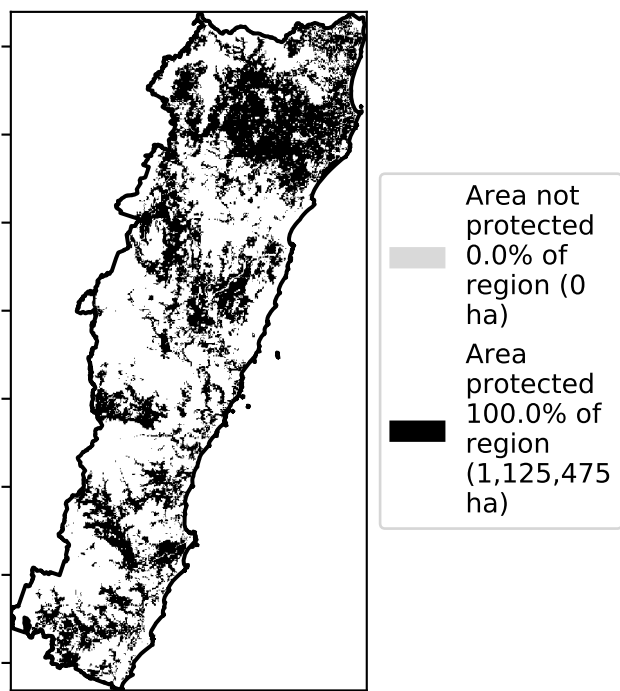 Area not
protected
0.0% of
region (0
ha)
Area
protected
100.0% of
region
(1,125,475
ha)